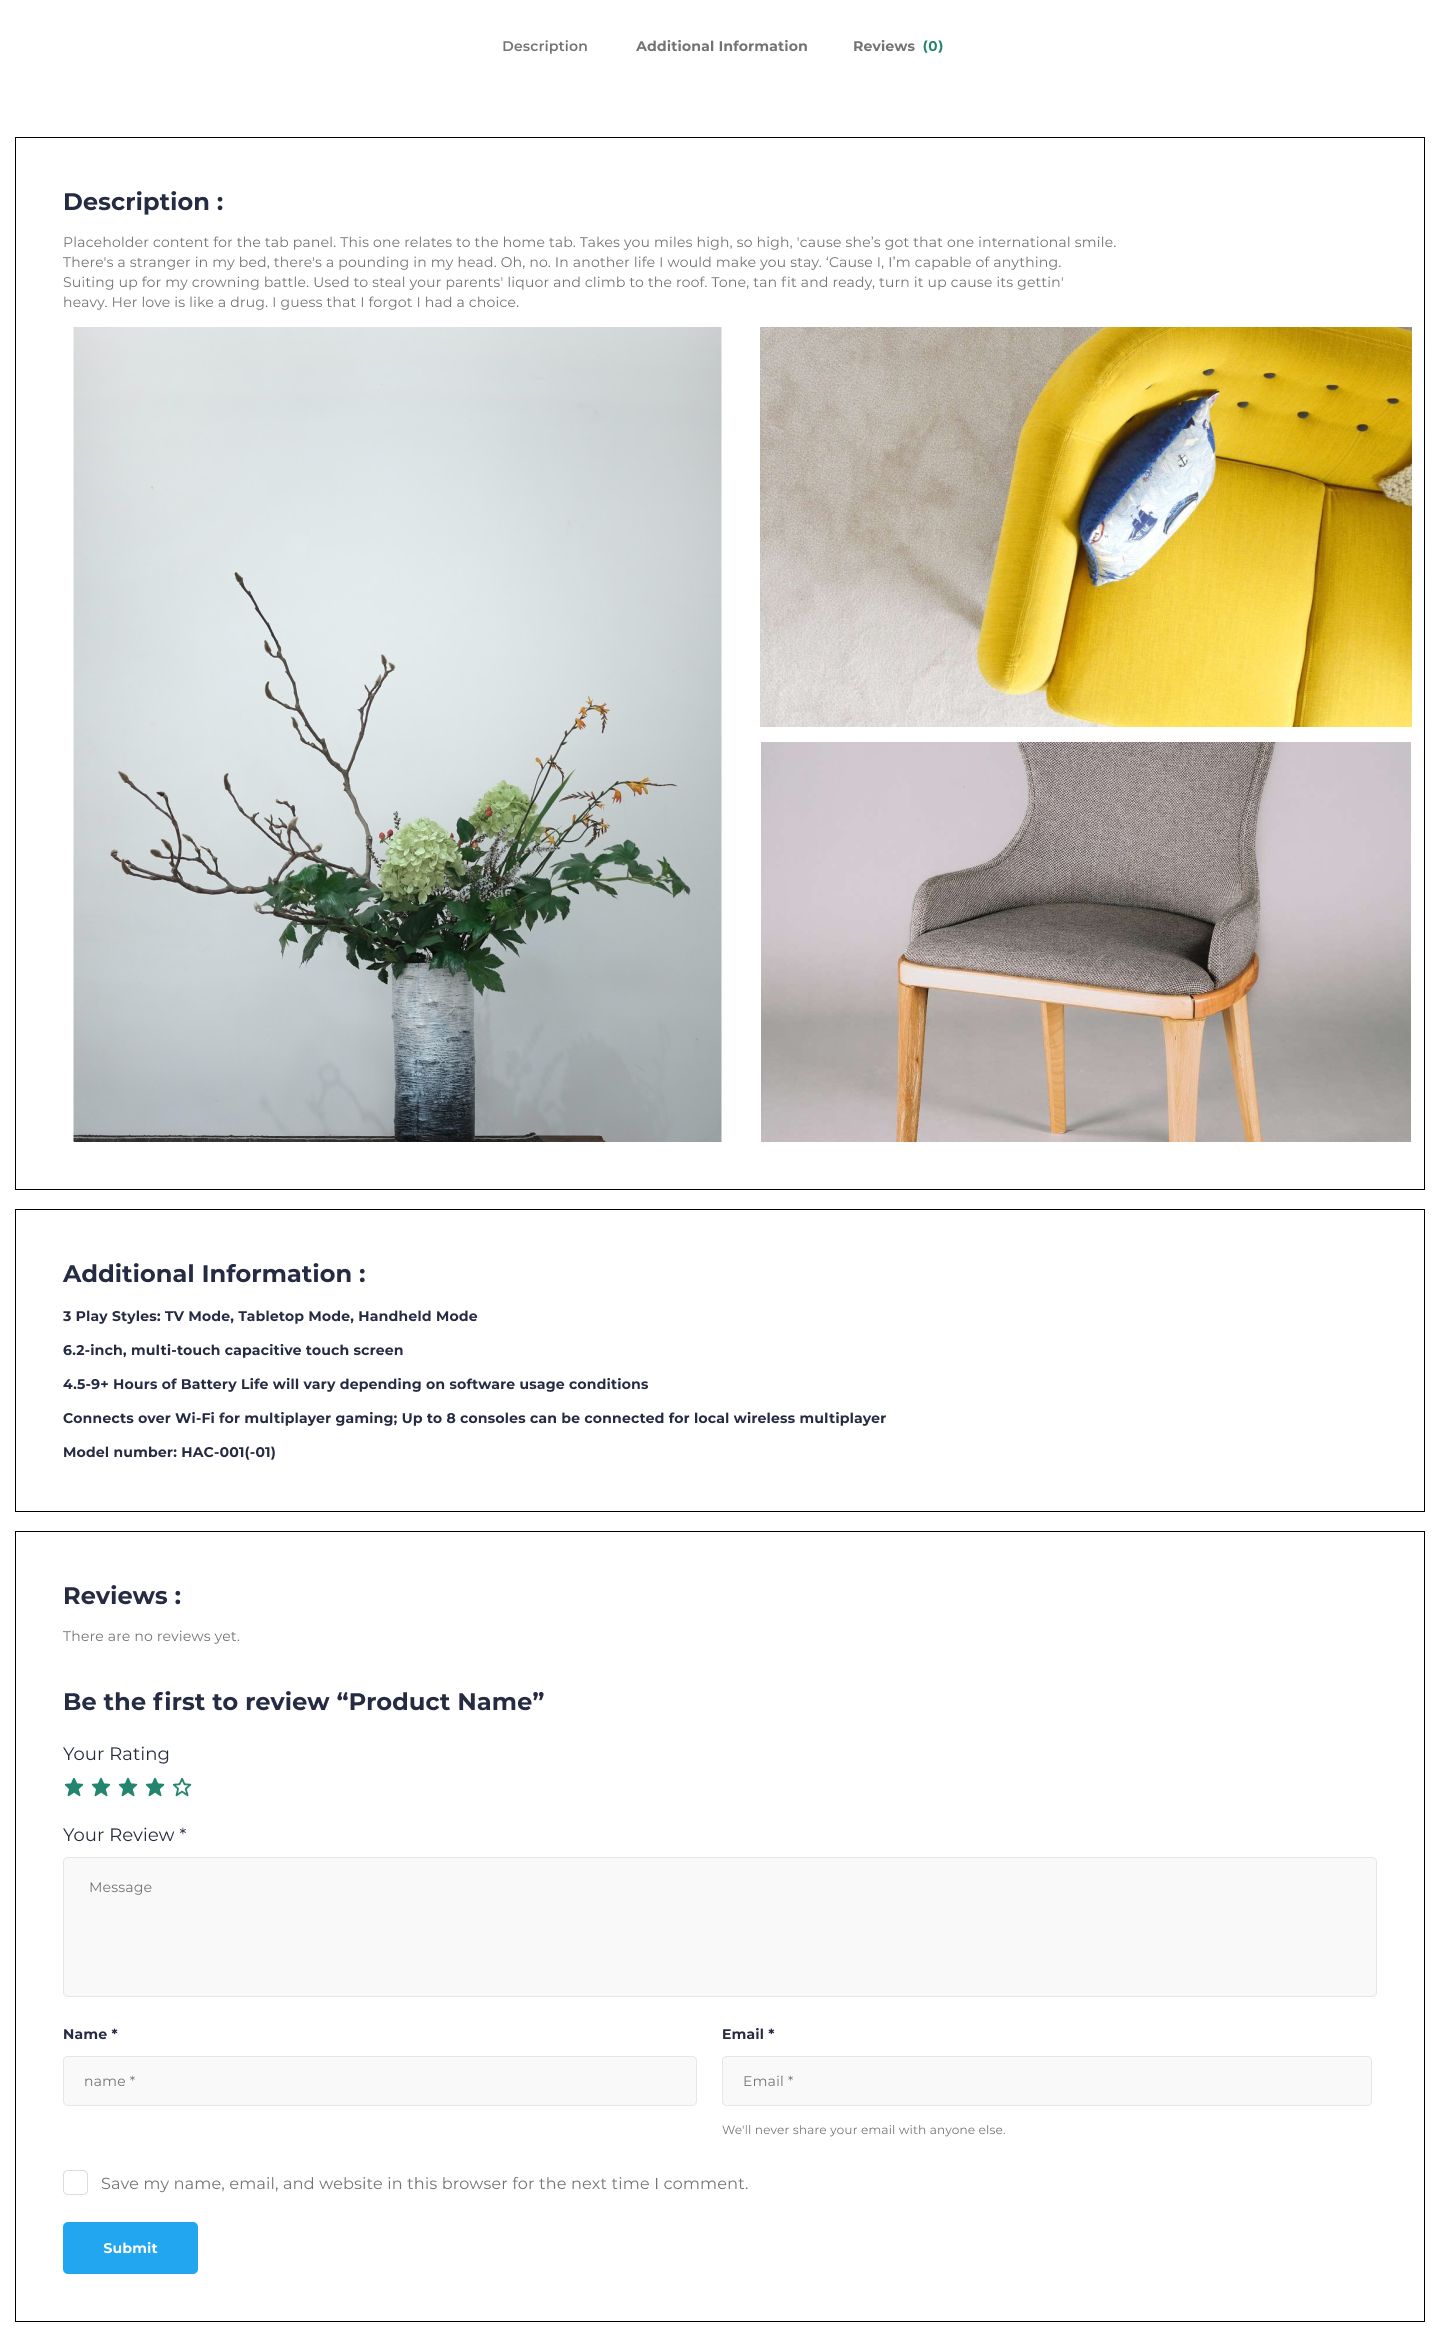 Description Additional Information Reviews (0)
Description :
Placeholder content for the tab panel. This one relates to the home tab. Takes you miles high, so high, 'cause she’s got that one international smile.
There's a stranger in my bed, there's a pounding in my head. Oh, no. In another life I would make you stay. ‘Cause I, I’m capable of anything.
Suiting up for my crowning battle. Used to steal your parents' liquor and climb to the roof. Tone, tan fit and ready, turn it up cause its gettin'
heavy. Her love is like a drug. I guess that I forgot I had a choice.
Additional Information :
3 Play Styles: TV Mode, Tabletop Mode, Handheld Mode
6.2-inch, multi-touch capacitive touch screen
4.5-9+ Hours of Battery Life will vary depending on software usage conditions
Connects over Wi-Fi for multiplayer gaming; Up to 8 consoles can be connected for local wireless multiplayer
Model number: HAC-001(-01)
Reviews :
There are no reviews yet.
Be the first to review “Product Name”
Your Rating
Your Review *
Message
Name * Email *
name * Email *
We'll never share your email with anyone else.
Save my name, email, and website in this browser for the next time I comment.
Submit